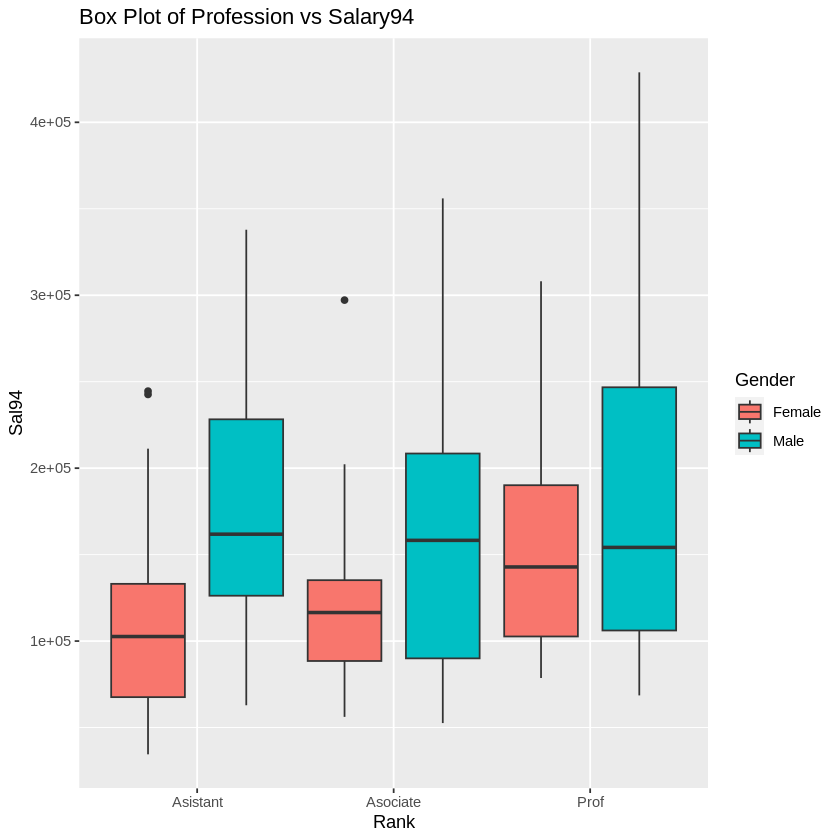 Box Plot of Profession vs Salary94
4e+05
3e+05
2e+05
1e+05
Sal94
Asistant
Asociate
Prof
Rank
Gender
Female
Male